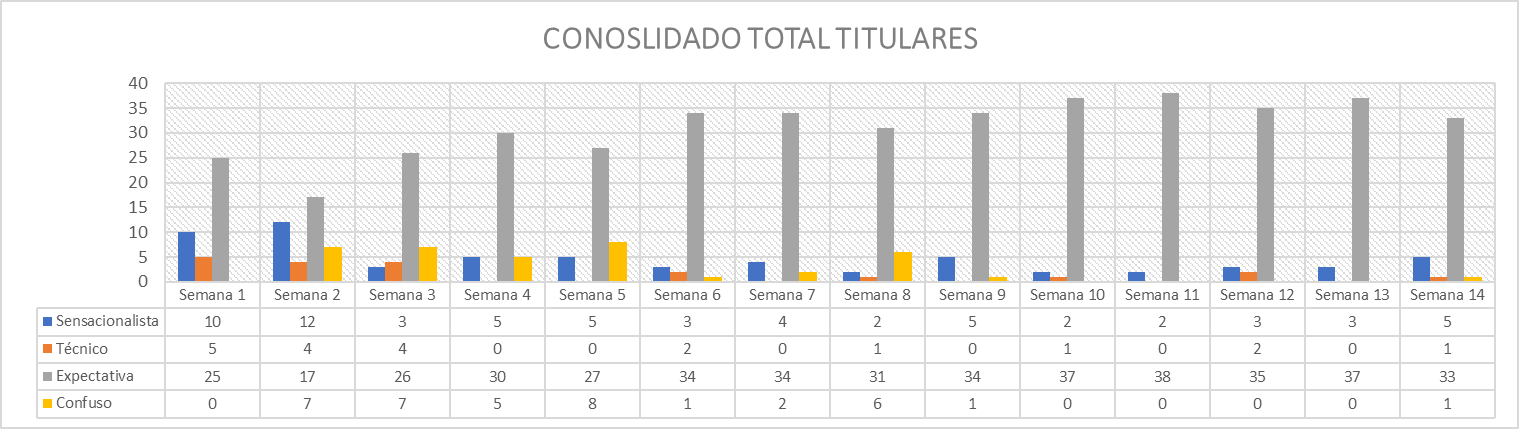 CONOSLIDADO TOTAL TITULARES
40
35
30
25
20
15
10
5
0
Semana 1 Semana 2 Semana 3 Semana 4 Semana 5 Semana 6 Semana 7 Semana 8 Semana 9 Semana 10 Semana 11 Semana 12 Semana 13 Semana 14
Sensacionalista 10 12 3 5 5 3 4 2 5 2 2 3 3 5
Técnico 5 4 4 0 0 2 0 1 0 1 0 2 0 1
Expectativa 25 17 26 30 27 34 34 31 34 37 38 35 37 33
Confuso 0 7 7 5 8 1 2 6 1 0 0 0 0 1